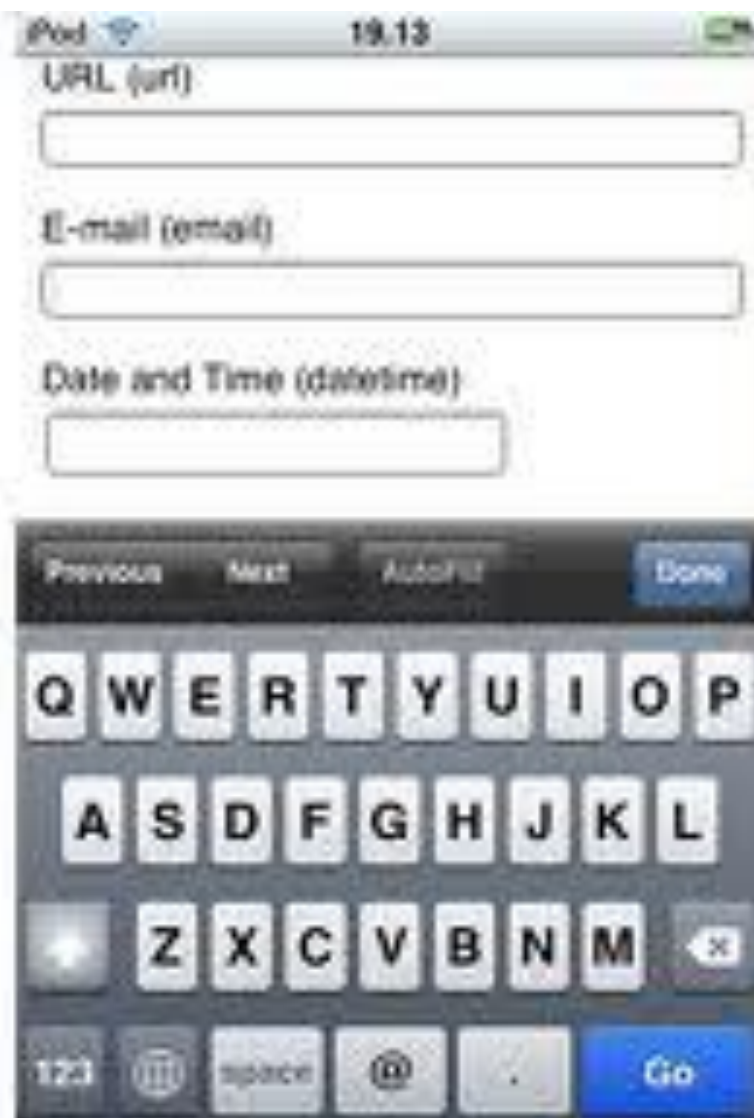 iPod 19.13
URL (url)
E-mail (email)
Date and Time (datetime)
Previous Next AutoFill Done
Q W E R T Y U I O P
A S D F G H J K L
Z X C V B N M
123 space @ . Go